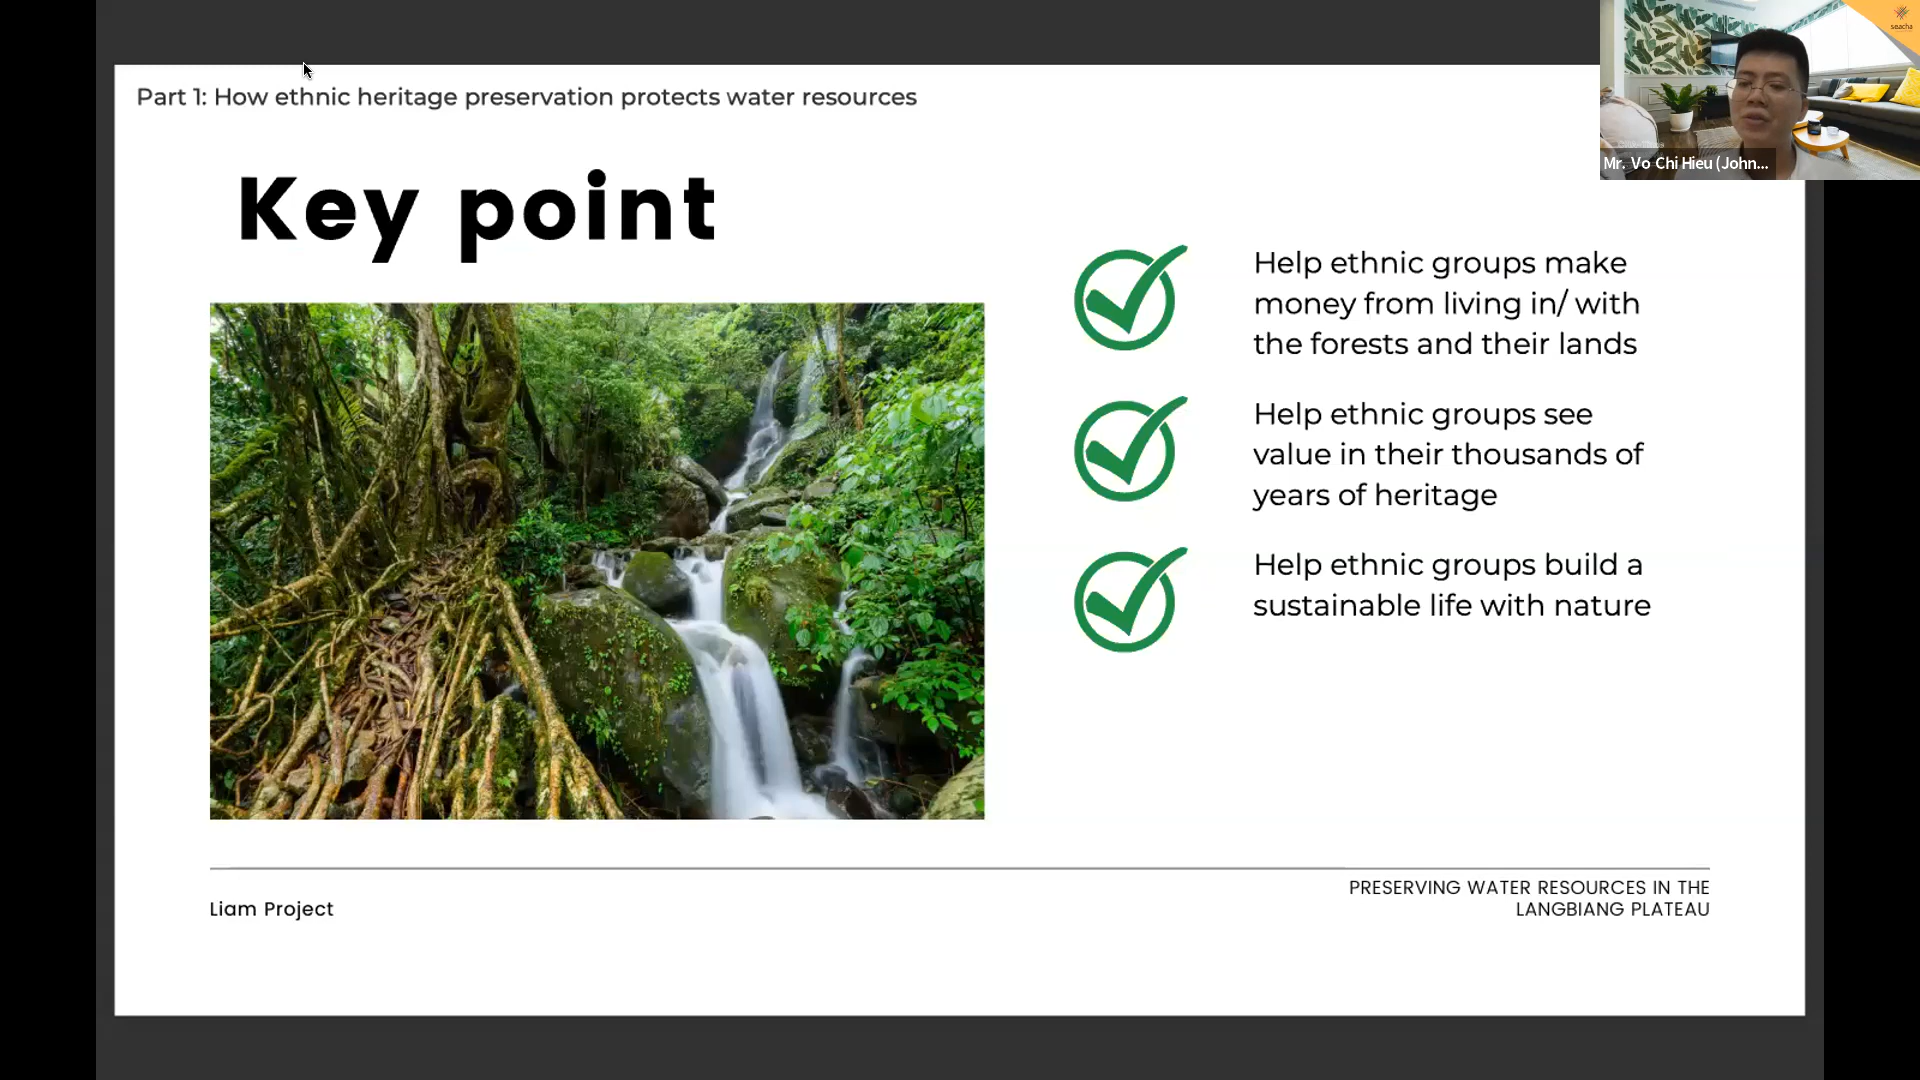 Part 1: How ethnic heritage preservation protects water resources
Key point
Help ethnic groups make
money from living in/ with
the forests and their lands
Help ethnic groups see
value in their thousands of
years of heritage
Help ethnic groups build a
sustainable life with nature
Liam Project
PRESERVING WATER RESOURCES IN THE
LANGBIANG PLATEAU
seacha
Mr. Vo Chi Hieu (John...